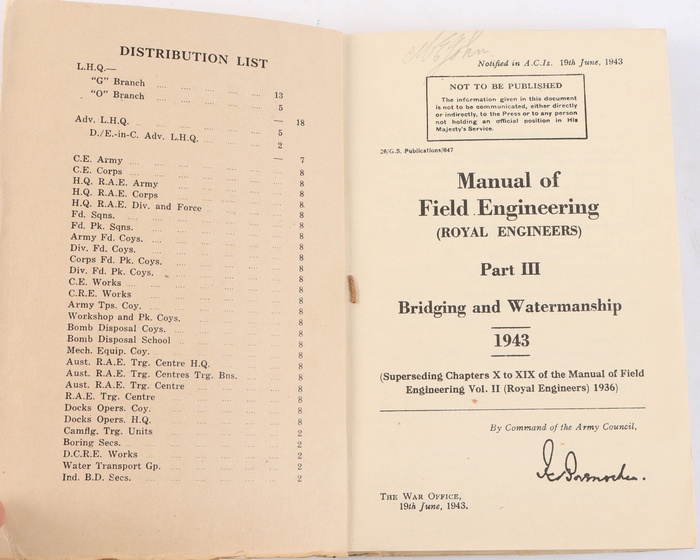 DISTRIBUTION LIST
L.H.Q.—
"G" Branch .... .... .... .... 13
"O" Branch .... .... .... .... 5
— 18
Adv. L.H.Q. .... .... .... .... 5
D./E.-in-C. Adv. L.H.Q. .... .... 2
— 7
C.E. Army .... .... .... .... 8
C.E. Corps .... .... .... .... 8
H.Q. R.A.E. Army .... .... .... 8
H.Q. R.A.E. Corps .... .... .... 8
H.Q. R.A.E. Div. and Force .... .... 8
Fd. Sqns. .... .... .... .... 8
Fd. Pk. Sqns. .... .... .... .... 8
Army Fd. Coys. .... .... .... 8
Div. Fd. Coys. .... .... .... 8
Corps Fd. Pk. Coys. .... .... .... 8
Div. Fd. Pk. Coys. .... .... .... 8
C.E. Works .... .... .... .... 8
C.R.E. Works .... .... .... .... 8
Army Tps. Coy. .... .... .... 8
Workshop and Pk. Coys. .... .... 8
Bomb Disposal Coys. .... .... .... 8
Bomb Disposal School .... .... .... 8
Mech. Equip. Coy. .... .... .... 8
Aust. R.A.E. Trg. Centre H.Q. .... .... 8
Aust. R.A.E. Trg. Centres Trg. Bns. .... 8
Aust. R.A.E. Trg. Centre .... .... 8
R.A.E. Trg. Centre .... .... .... 8
Docks Opers. Coy. .... .... .... 8
Docks Opers. H.Q. .... .... .... 8
Camflg. Trg. Units .... .... .... 2
Boring Secs. .... .... .... .... 2
D.C.R.E. Works .... .... .... 2
Water Transport Gp. .... .... .... 2
Ind. B.D. Secs. .... .... .... 2
Notified in A.C.Is. 19th June, 1943
NOT TO BE PUBLISHED
The information given in this document
is not to be communicated, either directly
or indirectly, to the Press or to any person
not holding an official position in His
Majesty's Service.
26/G.S. Publications/647
Manual of
Field Engineering
(ROYAL ENGINEERS)
Part III
Bridging and Watermanship
1943
(Superseding Chapters X to XIX of the Manual of Field
Engineering Vol. II (Royal Engineers) 1936)
By Command of the Army Council,
THE WAR OFFICE,
19th June, 1943.